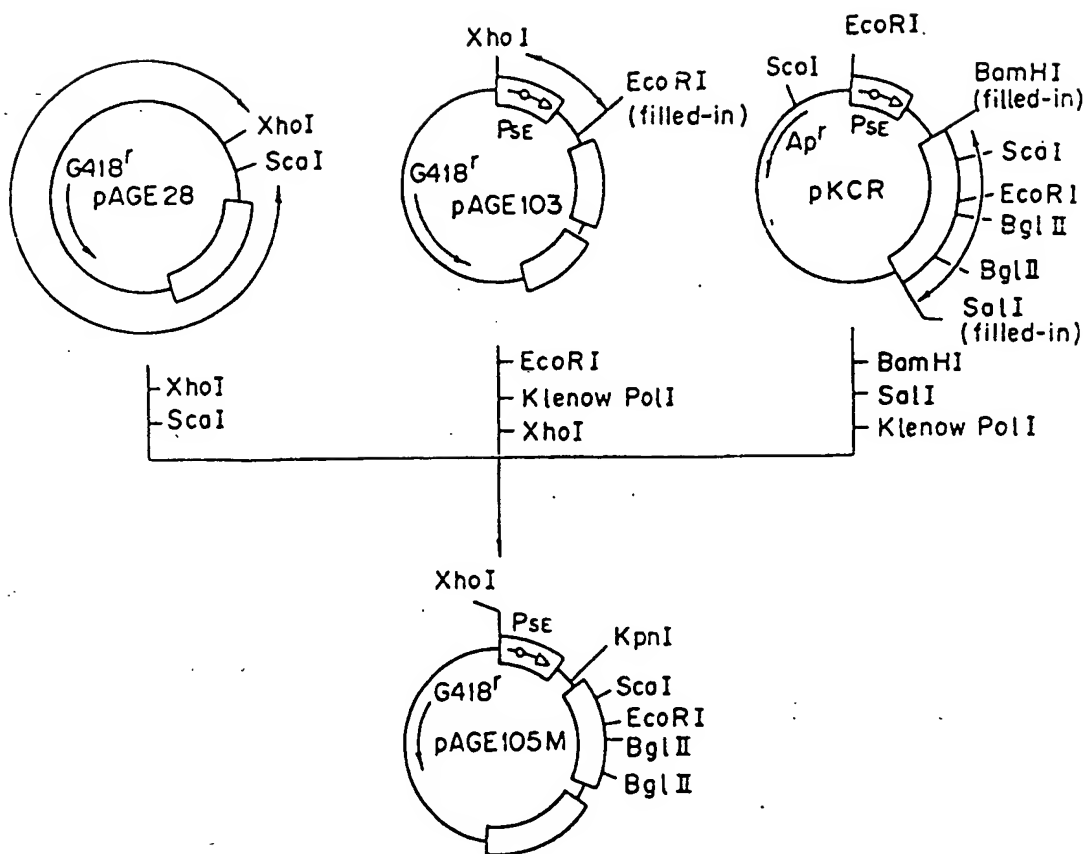 XhoI
ScaI
G418r
pAGE28
XhoI
EcoRI
(filled-in)
PSE
G418r
pAGE103
EcoRI
ScaI
BamHI
(filled-in)
PSE
Apr
ScaI
pKCR
EcoRI
BglII
BglII
SalI
(filled-in)
XhoI
ScaI
EcoRI
Klenow PolI
XhoI
BamHI
SalI
Klenow PolI
XhoI
PSE
KpnI
G418r
ScaI
EcoRI
pAGE105M
BglII
BglII